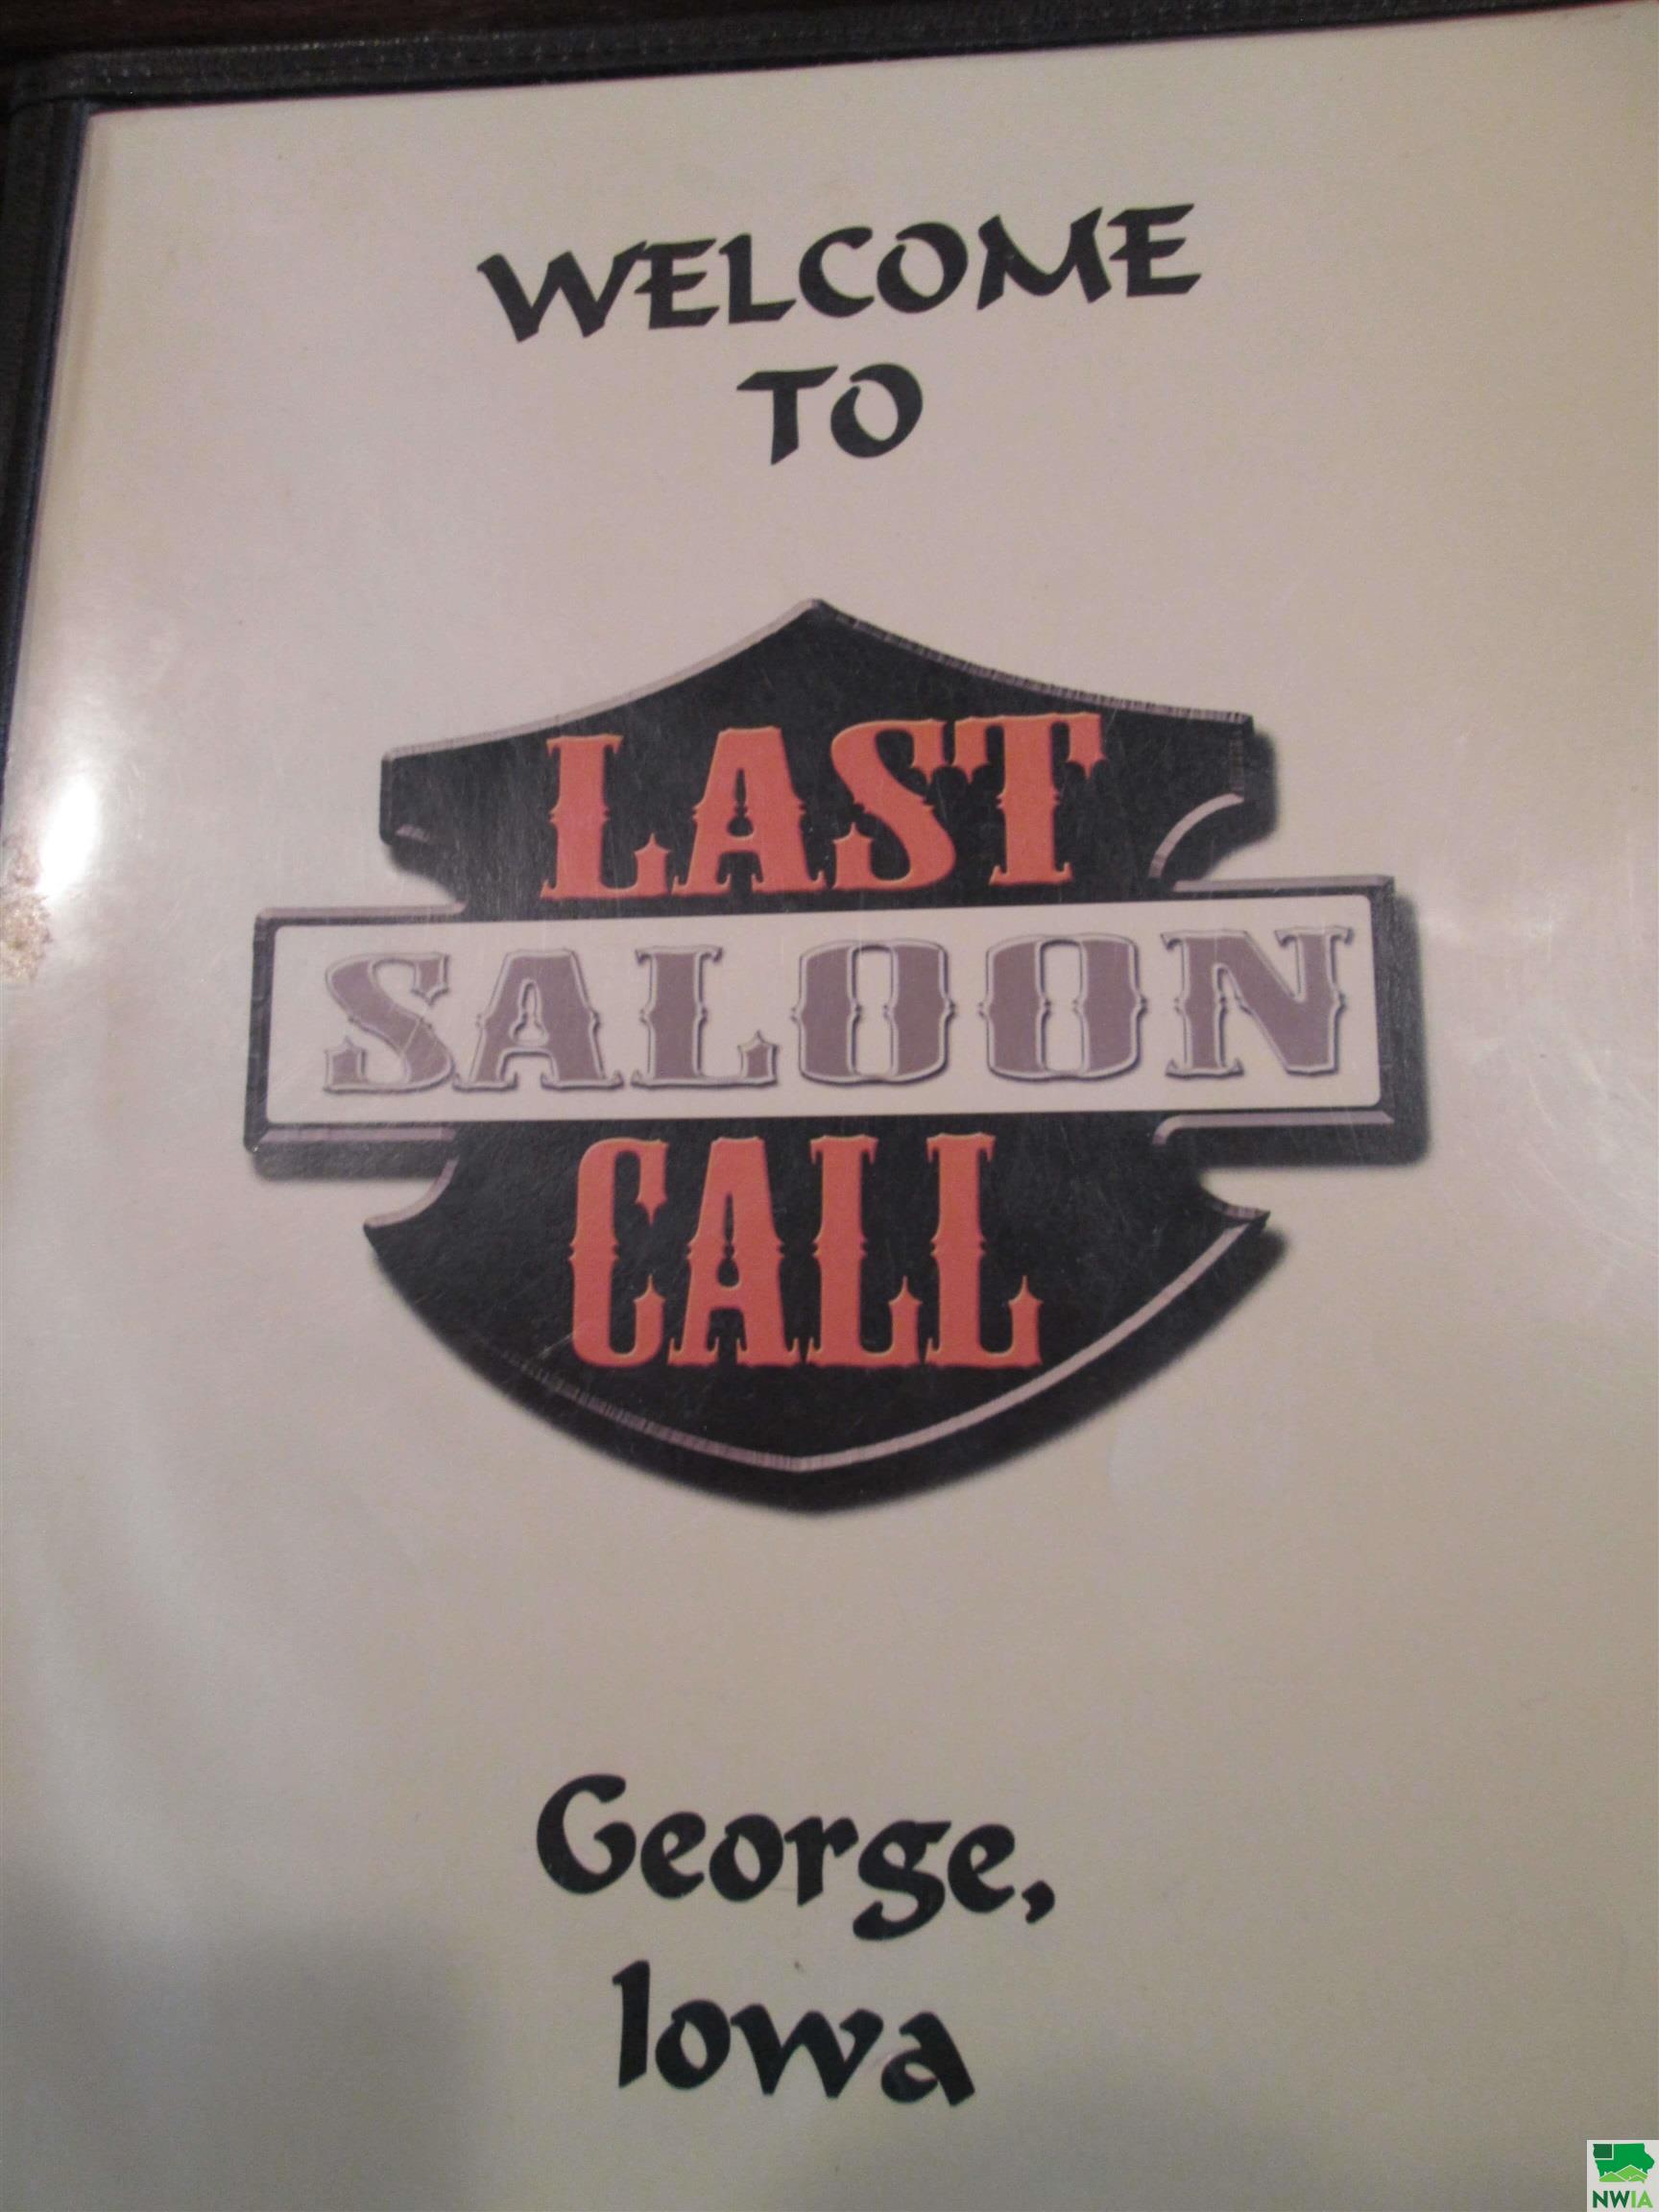 WELCOME
TO
LAST
SALOON
CALL
George,
Iowa
NWIA